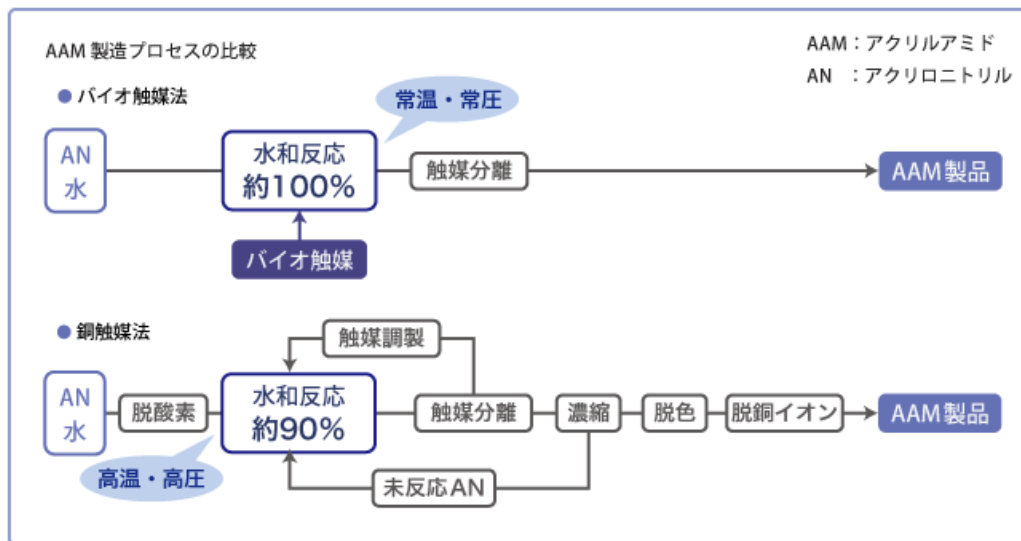 AAM 製造プロセスの比較
AAM：アクリルアミド
AN ：アクリロニトリル
● バイオ触媒法
常温・常圧
AN
水
水和反応
約100%
触媒分離
AAM製品
バイオ触媒
● 銅触媒法
触媒調製
AN
水
脱酸素
水和反応
約90%
触媒分離
濃縮
脱色
脱銅イオン
AAM製品
高温・高圧
未反応AN